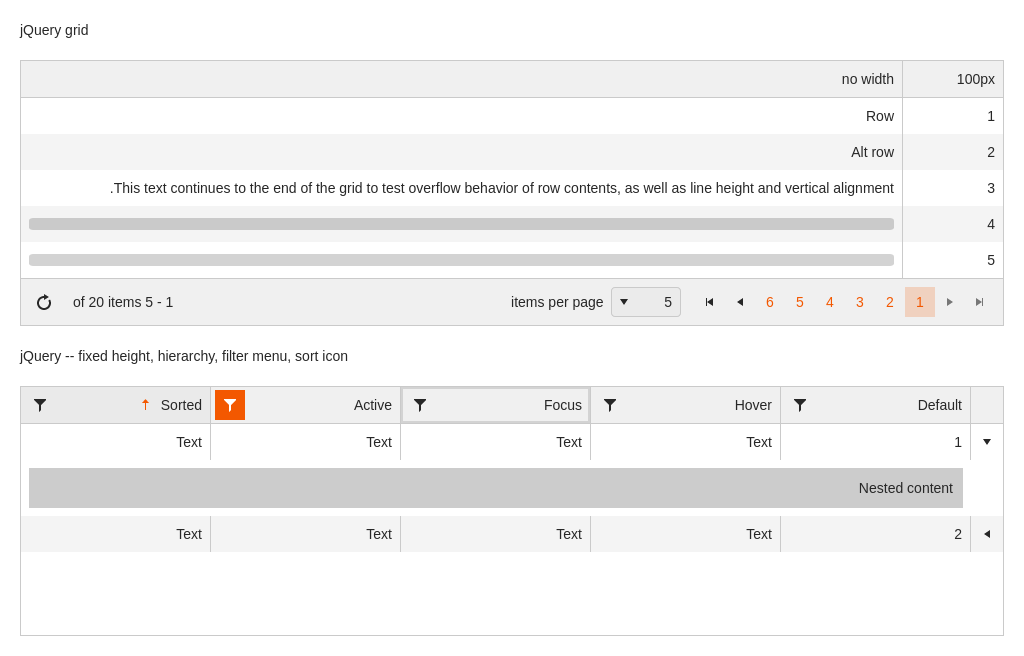 jQuery grid
no width 100px
Row 1
Alt row 2
.This text continues to the end of the grid to test overflow behavior of row contents, as well as line height and vertical alignment 3
4
5
of 20 items 5 - 1 items per page 5 6 5 4 3 2 1
jQuery -- fixed height, hierarchy, filter menu, sort icon
Sorted Active Focus Hover Default
Text Text Text Text 1
Nested content
Text Text Text Text 2